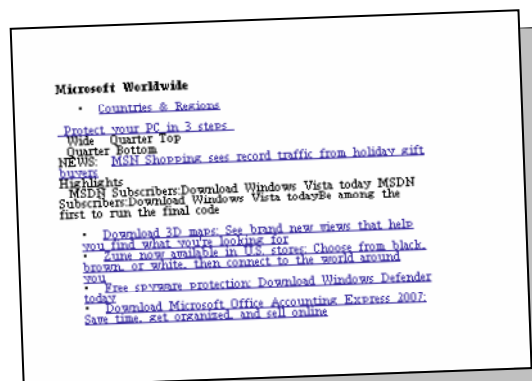 Microsoft Worldwide
• Countries & Regions
Protect your PC in 3 steps
Wide Quarter Top
Quarter Bottom
NEWS: MSN Shopping sees record traffic from holiday gift
buyers
Highlights
MSDN Subscribers:Download Windows Vista today MSDN
Subscribers:Download Windows Vista todayBe among the
first to run the final code
• Download 3D maps: See brand new views that help
you find what you're looking for
• Zune now available in U.S. stores: Choose from black,
brown, or white, then connect to the world around
you
• Free spyware protection: Download Windows Defender
today
• Download Microsoft Office Accounting Express 2007:
Save time, get organized, and sell online